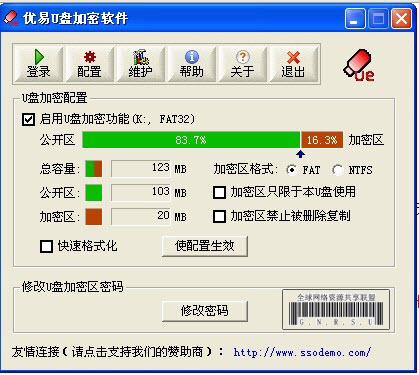 优易U盘加密软件
登录 配置 维护 帮助 关于 退出
ue
U盘加密配置
启用U盘加密功能(K:, FAT32)
公开区 83.7% 16.3% 加密区
总容量: 123 MB 加密区格式: FAT NTFS
公开区: 103 MB 加密区只限于本U盘使用
加密区: 20 MB 加密区禁止被删除复制
快速格式化 使配置生效
修改U盘加密区密码
修改密码
全球网络资源共享联盟
G.N.R.S.U
友情连接(请点击支持我们的赞助商): http://www.ssodemo.com/